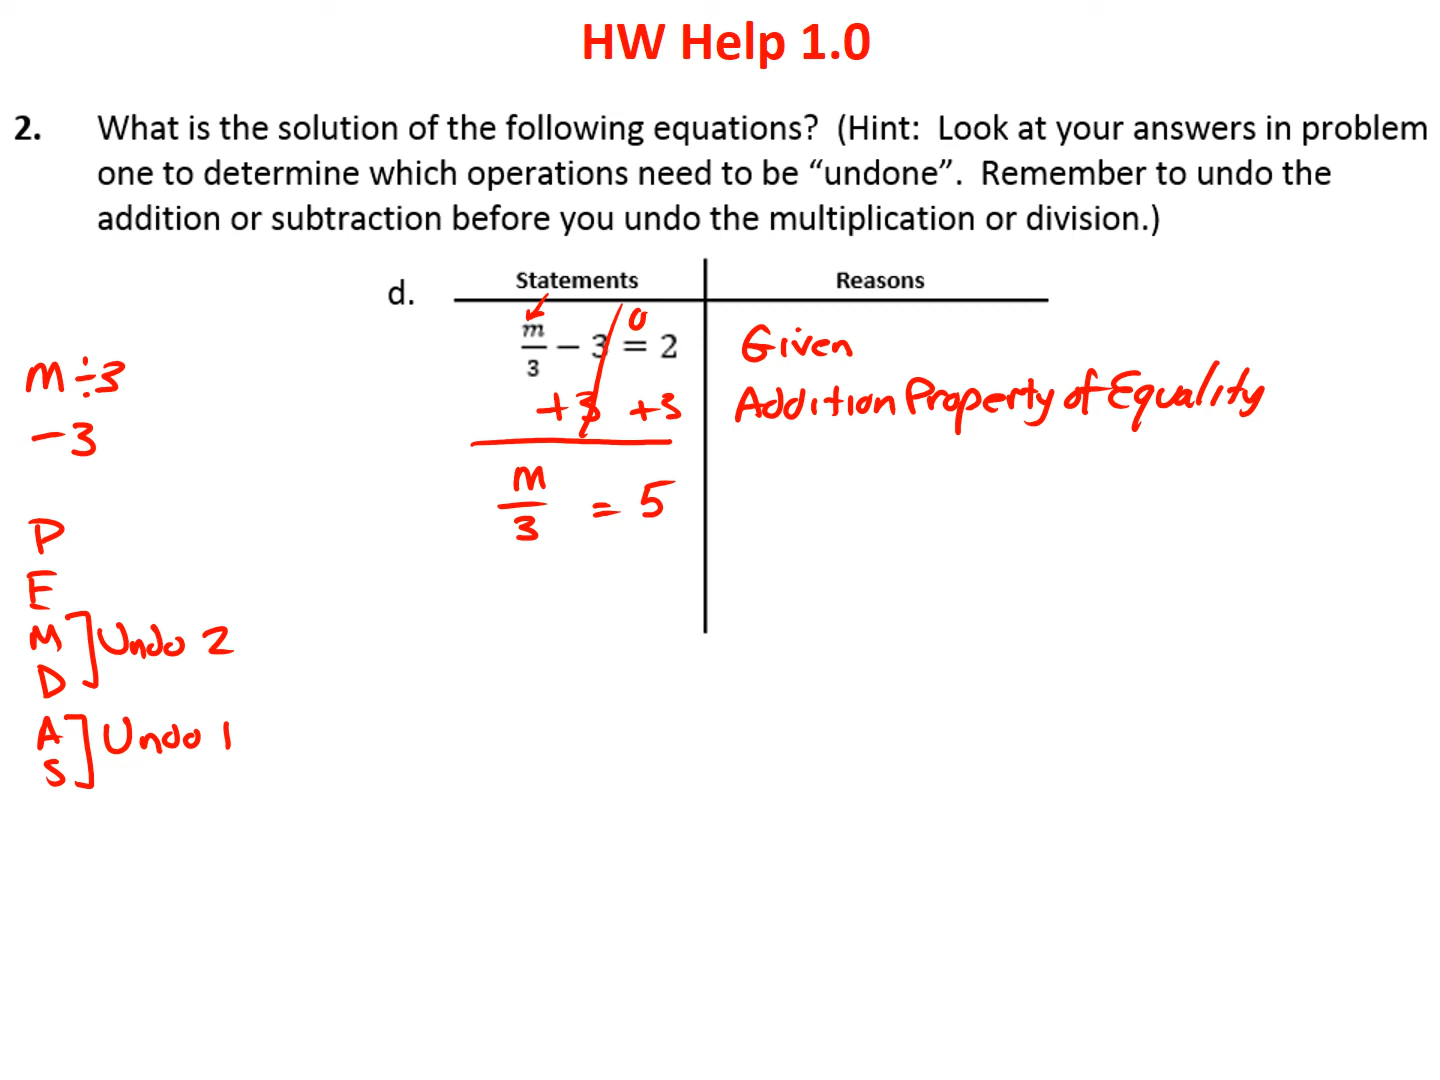 HW Help 1.0
2. What is the solution of the following equations? (Hint: Look at your answers in problem
one to determine which operations need to be “undone”. Remember to undo the
addition or subtraction before you undo the multiplication or division.)
d. Statements Reasons
m/3 − 3 = 2 Given
0
+3 +3 Addition Property of Equality
m/3 = 5
m ÷ 3
− 3
P
E
M
D
Undo 2
A
S
Undo 1